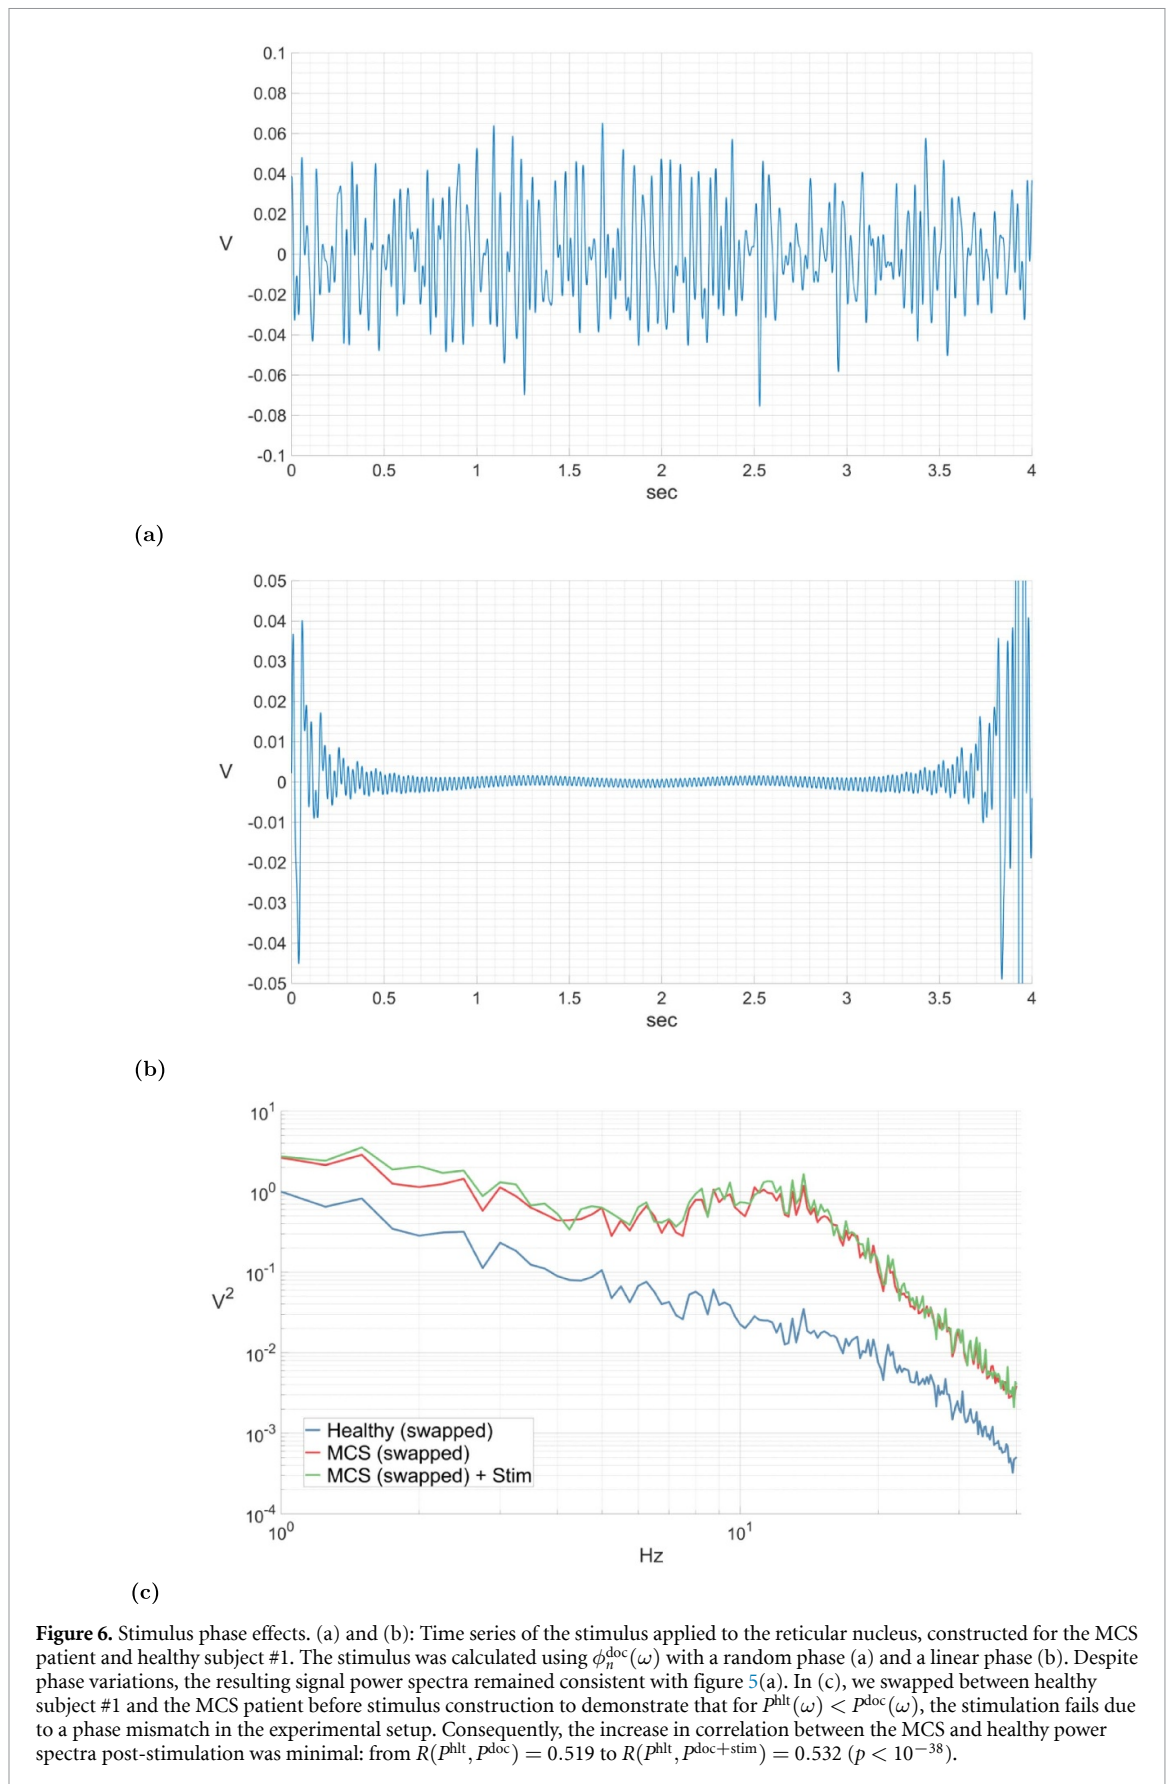 0.1
0.08
0.06
0.04
0.02
0
-0.02
-0.04
-0.06
-0.08
-0.1
V
0 0.5 1 1.5 2 2.5 3 3.5 4
sec
(a)
0.05
0.04
0.03
0.02
0.01
0
-0.01
-0.02
-0.03
-0.04
-0.05
V
0 0.5 1 1.5 2 2.5 3 3.5 4
sec
(b)
10^1
10^0
10^-1
10^-2
10^-3
10^-4
V^2
Healthy (swapped)
MCS (swapped)
MCS (swapped) + Stim
10^0 10^1
Hz
(c)
Figure 6. Stimulus phase effects. (a) and (b): Time series of the stimulus applied to the reticular nucleus, constructed for the MCS
patient and healthy subject #1. The stimulus was calculated using ϕ_n^doc(ω) with a random phase (a) and a linear phase (b). Despite
phase variations, the resulting signal power spectra remained consistent with figure 5(a). In (c), we swapped between healthy
subject #1 and the MCS patient before stimulus construction to demonstrate that for P^hlt(ω) < P^doc(ω), the stimulation fails due
to a phase mismatch in the experimental setup. Consequently, the increase in correlation between the MCS and healthy power
spectra post-stimulation was minimal: from R(P^hlt, P^doc) = 0.519 to R(P^hlt, P^doc+stim) = 0.532 (p < 10^−38).